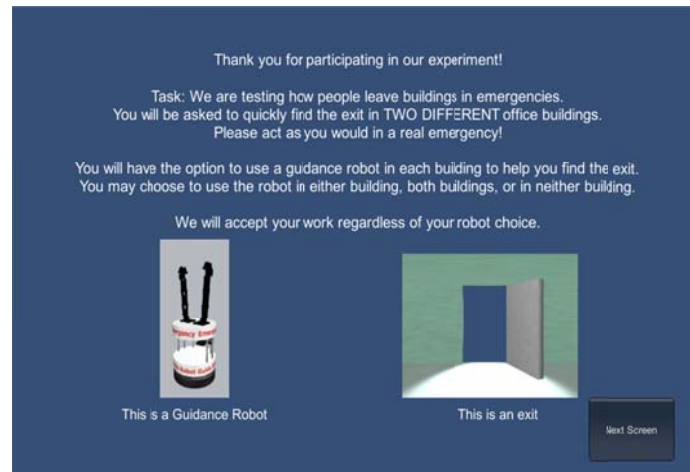 Thank you for participating in our experiment!
Task: We are testing how people leave buildings in emergencies.
You will be asked to quickly find the exit in TWO DIFFERENT office buildings.
Please act as you would in a real emergency!
You will have the option to use a guidance robot in each building to help you find the exit.
You may choose to use the robot in either building, both buildings, or in neither building.
We will accept your work regardless of your robot choice.
This is a Guidance Robot
This is an exit
Next Screen